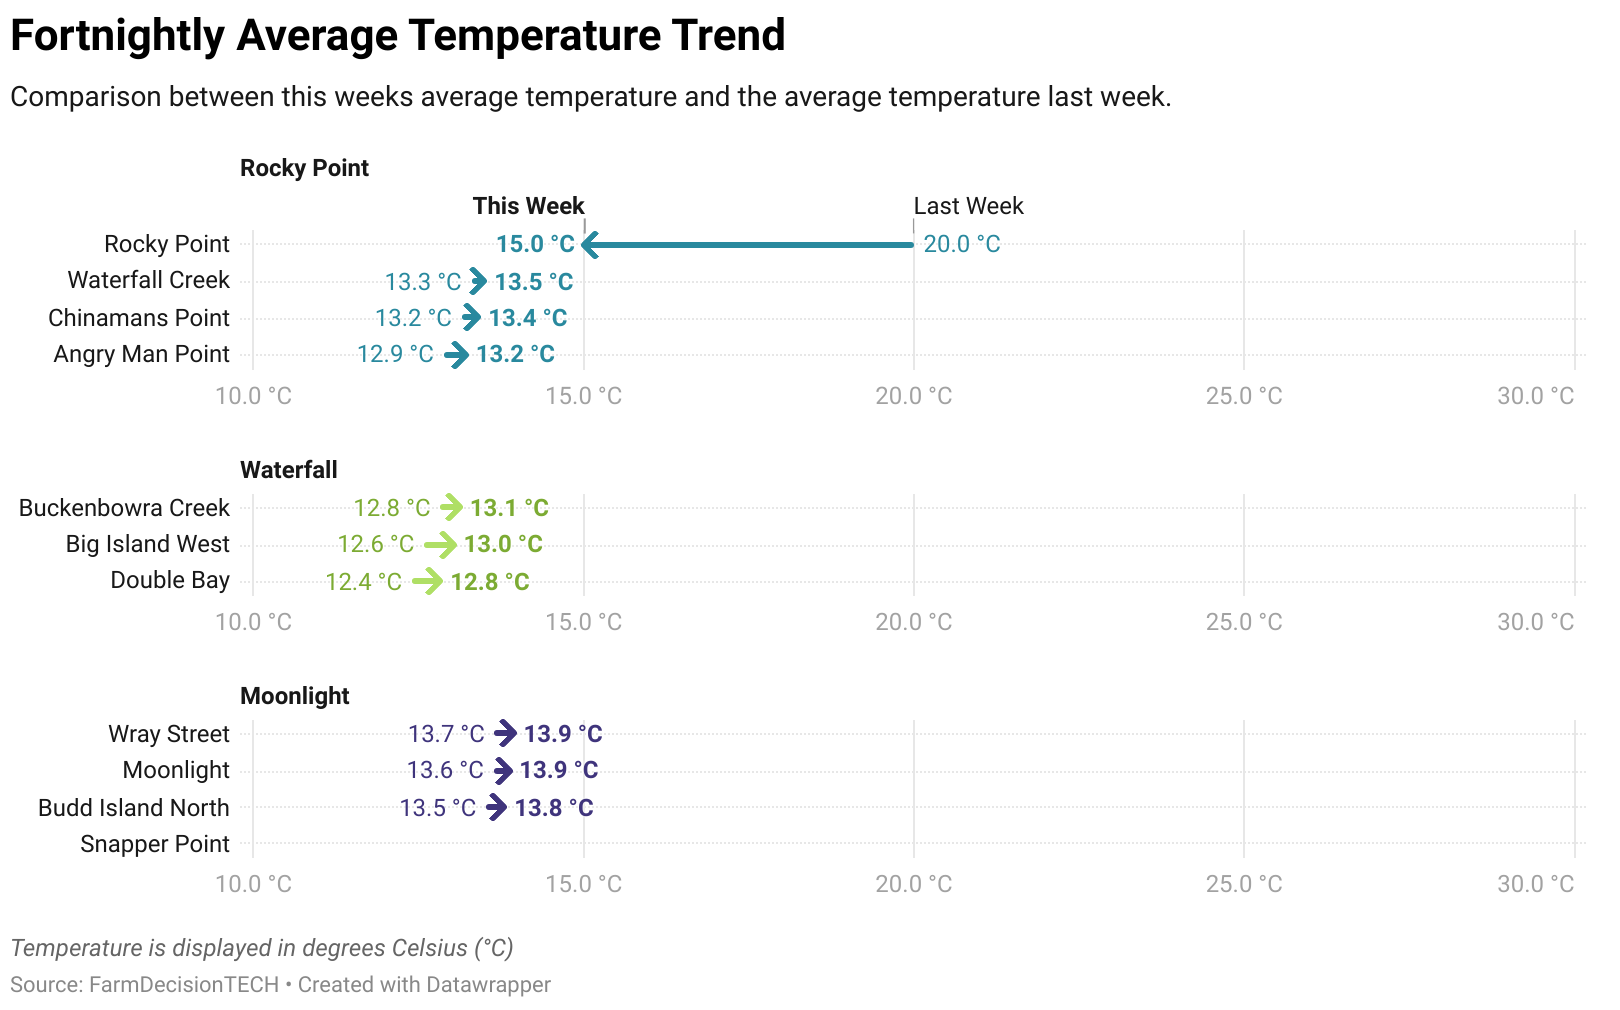 Fortnightly Average Temperature Trend
Comparison between this weeks average temperature and the average temperature last week.
Rocky Point
This Week Last Week
Rocky Point 15.0 °C 20.0 °C
Waterfall Creek 13.3 °C 13.5 °C
Chinamans Point 13.2 °C 13.4 °C
Angry Man Point 12.9 °C 13.2 °C
10.0 °C 15.0 °C 20.0 °C 25.0 °C 30.0 °C
Waterfall
Buckenbowra Creek 12.8 °C 13.1 °C
Big Island West 12.6 °C 13.0 °C
Double Bay 12.4 °C 12.8 °C
10.0 °C 15.0 °C 20.0 °C 25.0 °C 30.0 °C
Moonlight
Wray Street 13.7 °C 13.9 °C
Moonlight 13.6 °C 13.9 °C
Budd Island North 13.5 °C 13.8 °C
Snapper Point
10.0 °C 15.0 °C 20.0 °C 25.0 °C 30.0 °C
Temperature is displayed in degrees Celsius (°C)
Source: FarmDecisionTECH • Created with Datawrapper